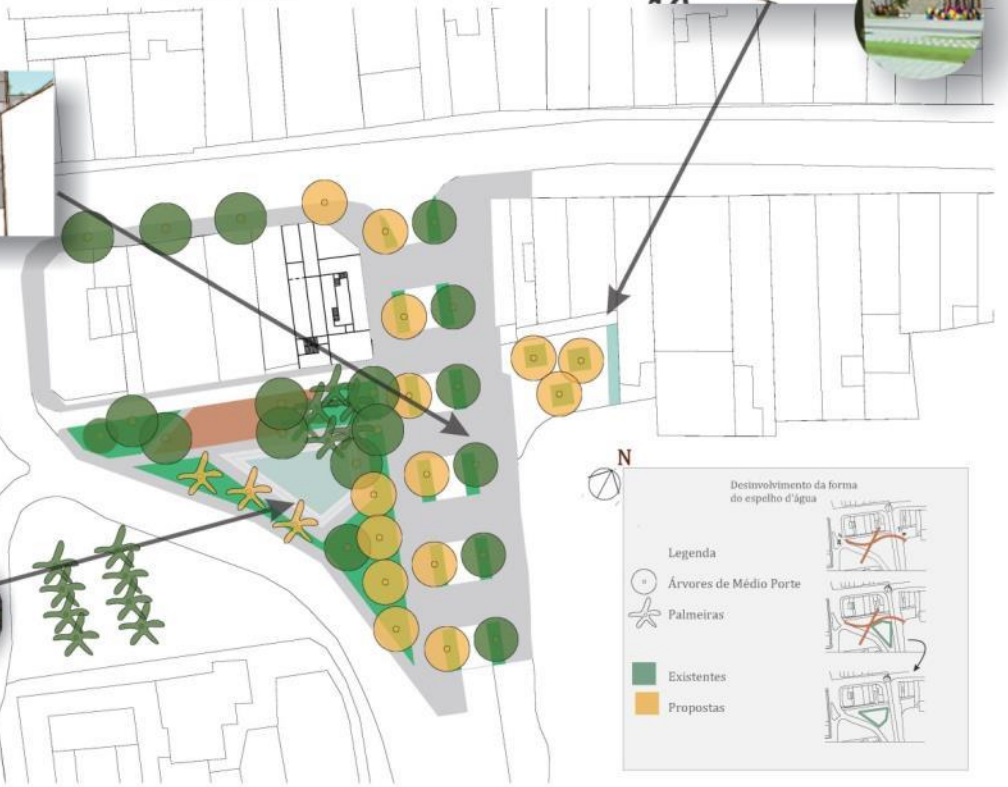 N
Desinvolvimento da forma
do espelho d'água
Legenda
Árvores de Médio Porte
Palmeiras
Existentes
Propostas